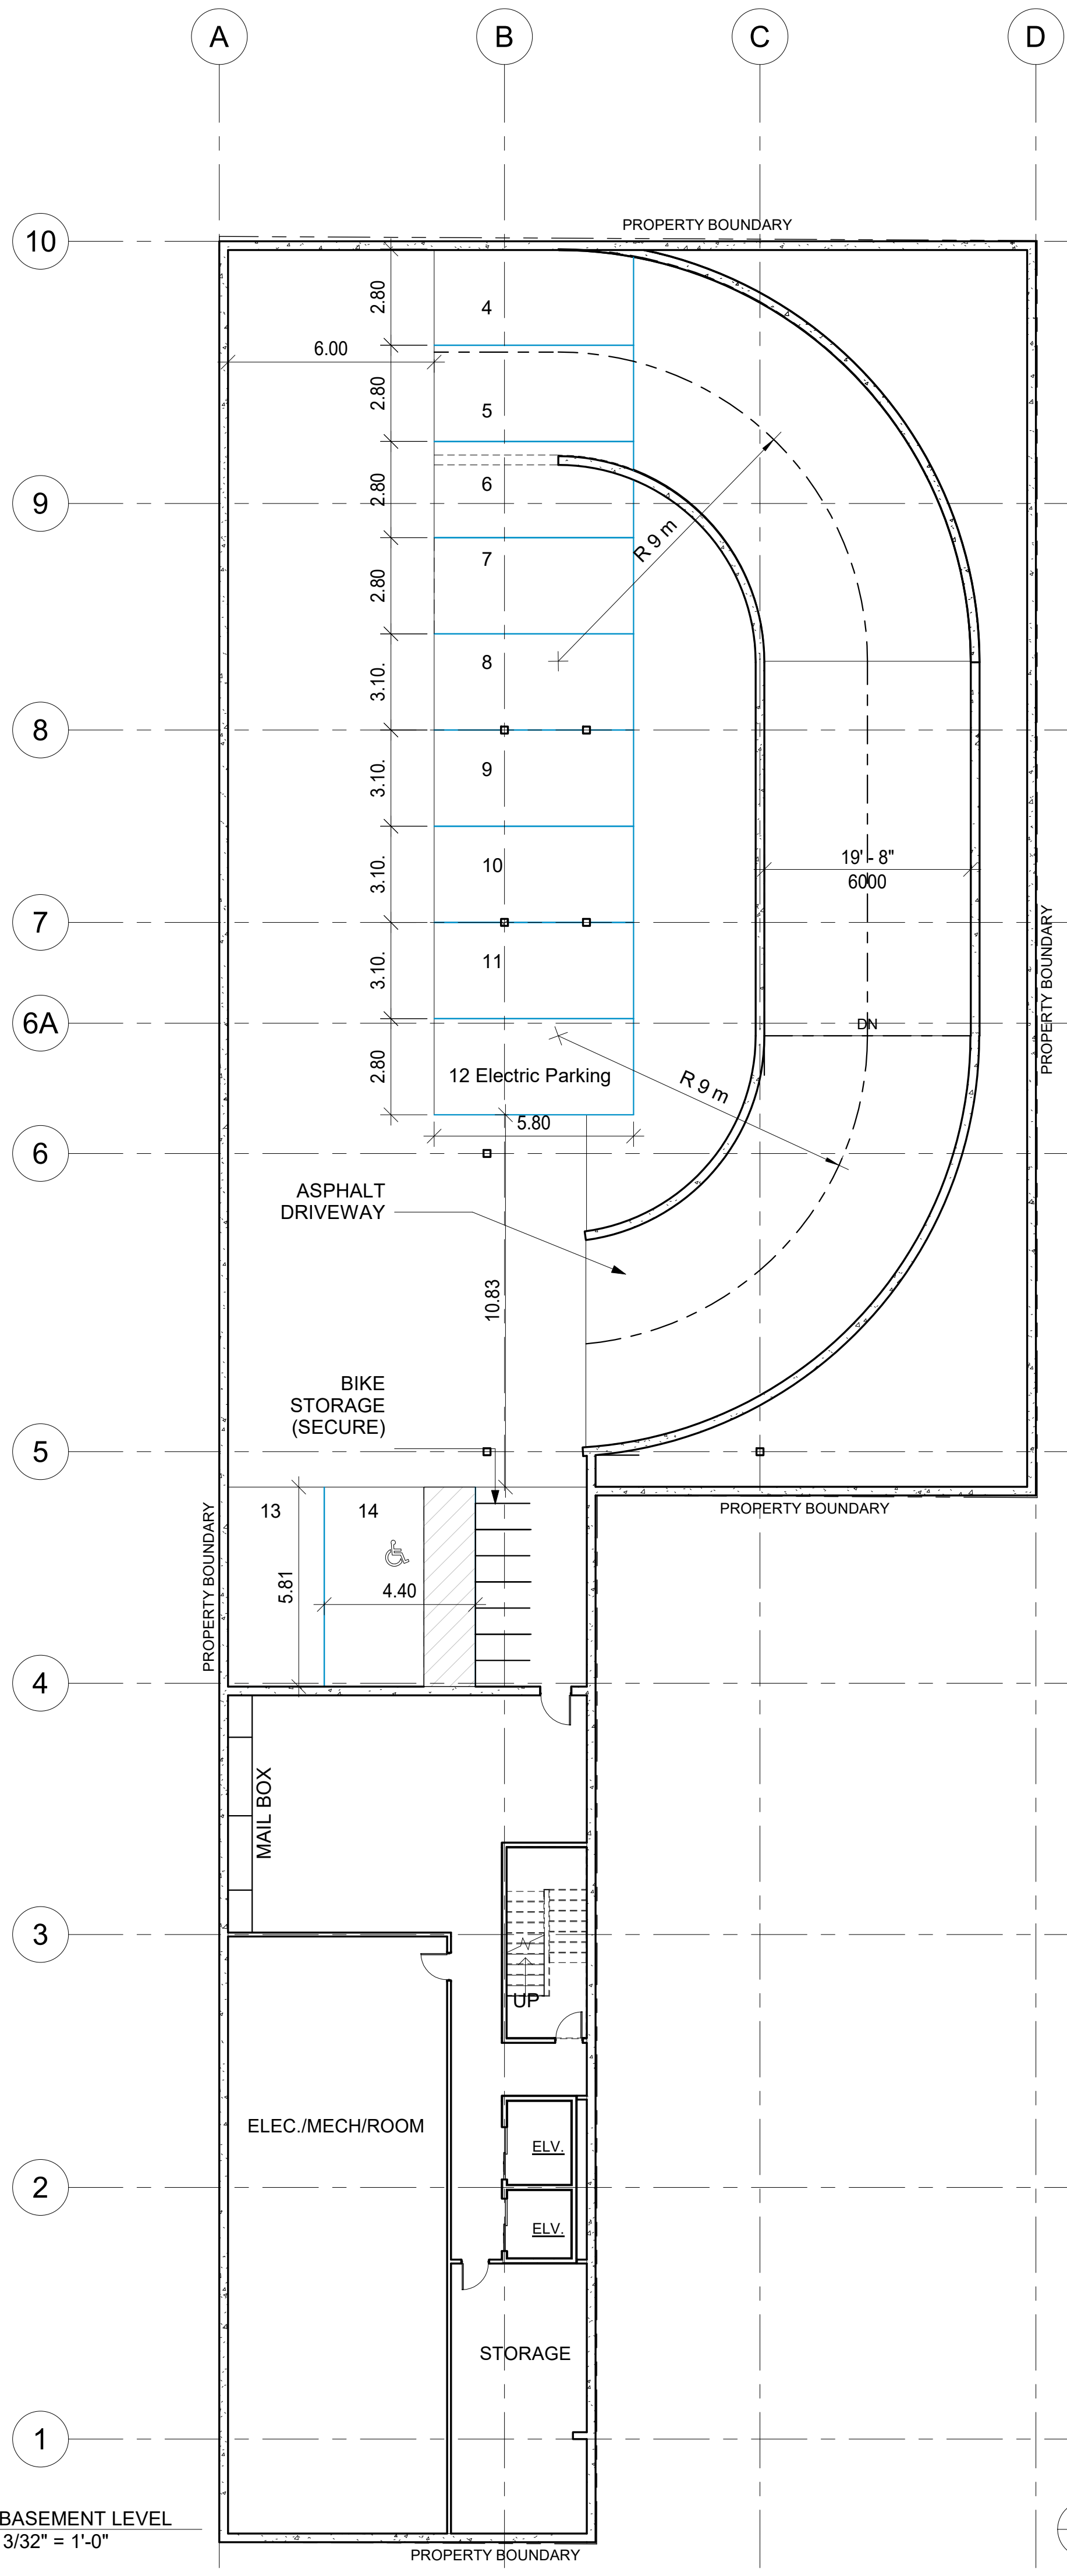 A
B
C
D
10
PROPERTY BOUNDARY
2.80
4
6.00
2.80
5
2.80
6
9
R 9 m
7
2.80
8
3.10.
8
9
3.10.
19' - 8"
6000
10
3.10.
7
PROPERTY BOUNDARY
11
3.10.
6A
DN
2.80
12 Electric Parking
R 9 m
5.80
6
ASPHALT
DRIVEWAY
10.83
BIKE
STORAGE
(SECURE)
5
PROPERTY BOUNDARY
13
14
PROPERTY BOUNDARY
5.81
4.40
4
MAIL BOX
3
UP
ELEC./MECH/ROOM
ELV.
2
ELV.
STORAGE
1
BASEMENT LEVEL
3/32" = 1'-0"
PROPERTY BOUNDARY